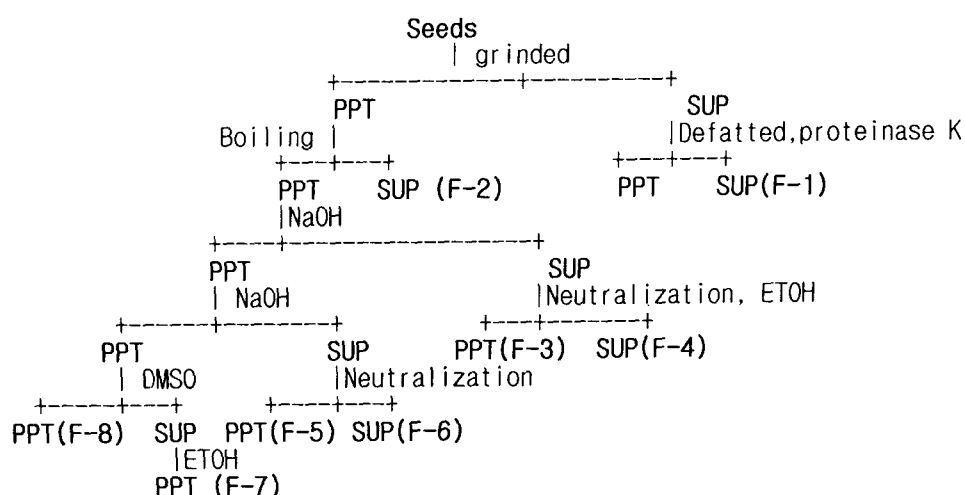 Seeds
grinded
PPT SUP
Boiling Defatted,proteinase K
PPT SUP (F-2) PPT SUP(F-1)
NaOH
PPT SUP
NaOH Neutralization, ETOH
PPT SUP PPT(F-3) SUP(F-4)
DMSO Neutralization
PPT(F-8) SUP PPT(F-5) SUP(F-6)
ETOH
PPT (F-7)